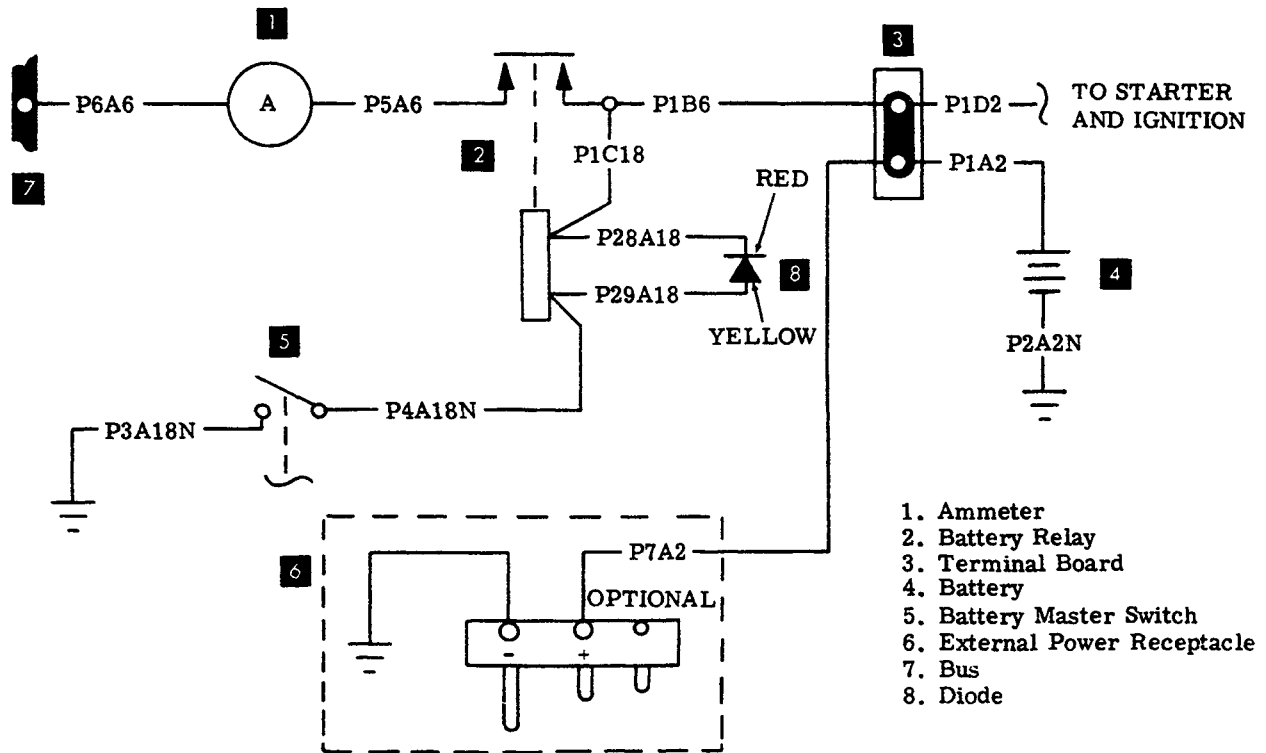 1
3
P6A6
A
P5A6
P1B6
P1D2
TO STARTER
AND IGNITION
2
P1C18
7
RED
P1A2
P28A18
8
4
P29A18
YELLOW
5
P2A2N
P4A18N
P3A18N
6
P7A2
OPTIONAL
- +
1. Ammeter
2. Battery Relay
3. Terminal Board
4. Battery
5. Battery Master Switch
6. External Power Receptacle
7. Bus
8. Diode